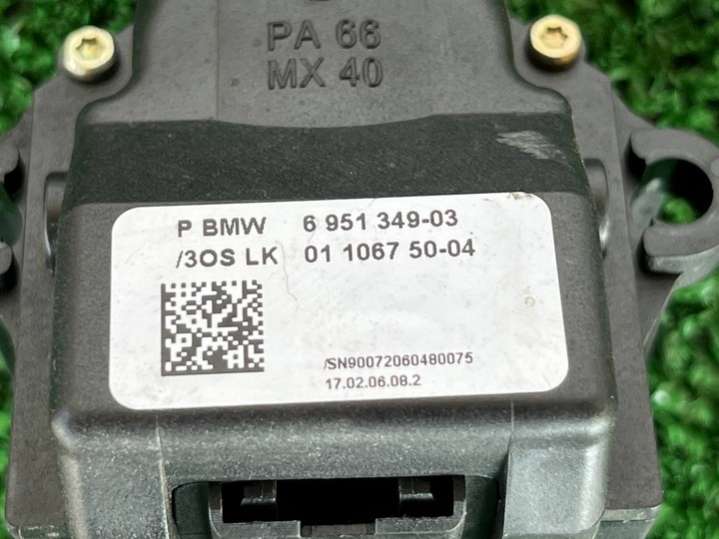 PA 66
MX 40
P BMW 6 951 349-03
/3OS LK 01 1067 50-04
/SN90072060480075
17.02.06.08.2